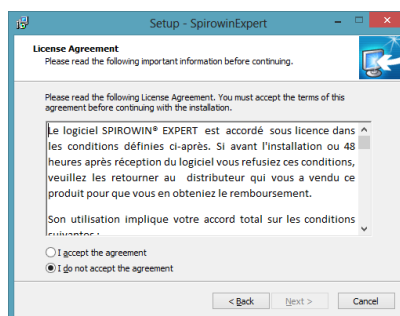 Setup - SpirowinExpert
License Agreement
Please read the following important information before continuing.
Please read the following License Agreement. You must accept the terms of this
agreement before continuing with the installation.
Le logiciel SPIROWIN® EXPERT est accordé sous licence dans
les conditions définies ci-après. Si avant l'installation ou 48
heures après réception du logiciel vous refusiez ces conditions,
veuillez les retourner au distributeur qui vous a vendu ce
produit pour que vous en obteniez le remboursement.
Son utilisation implique votre accord total sur les conditions
suivantes :
I accept the agreement
I do not accept the agreement
< Back
Next >
Cancel